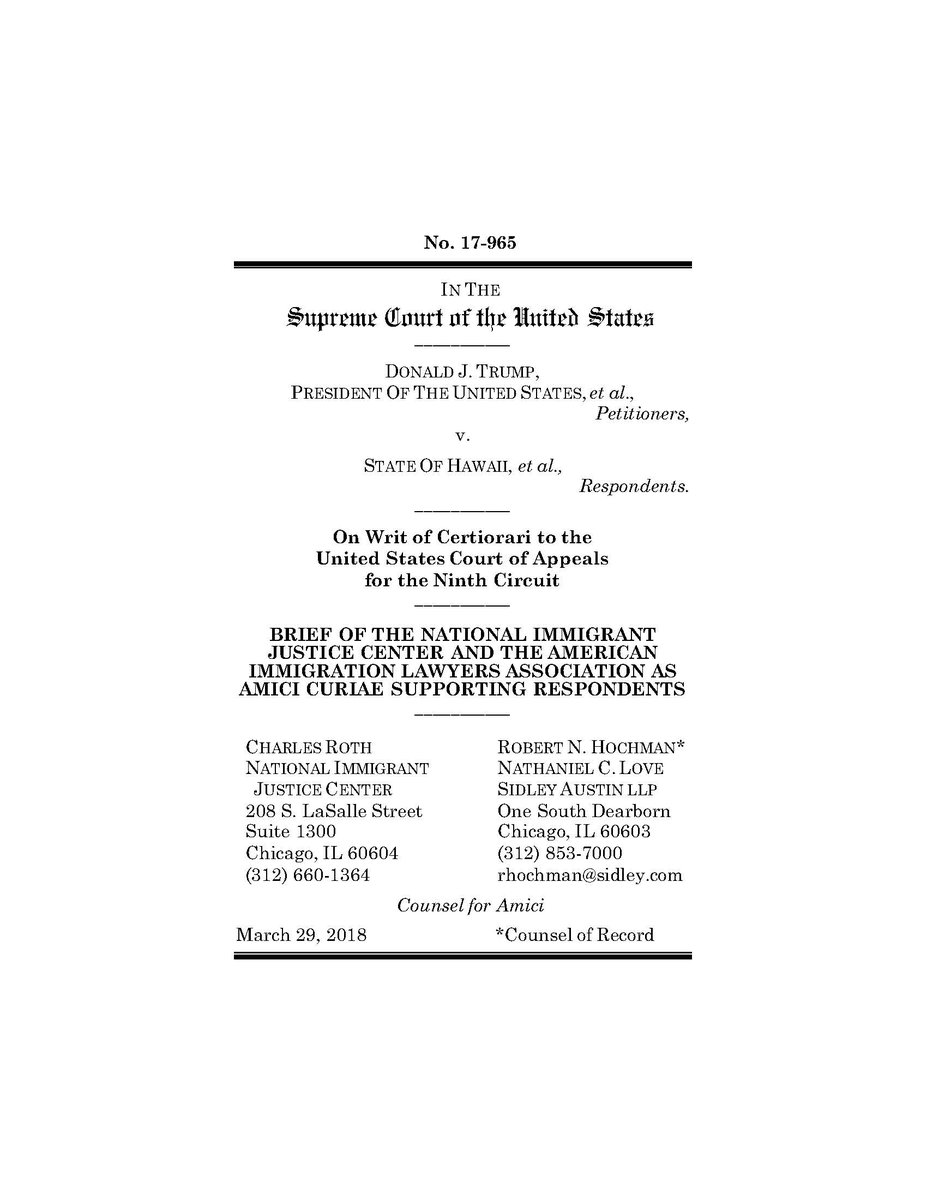 No. 17-965
IN THE
Supreme Court of the United States
DONALD J. TRUMP,
PRESIDENT OF THE UNITED STATES, et al.,
Petitioners,
v.
STATE OF HAWAII, et al.,
Respondents.
On Writ of Certiorari to the
United States Court of Appeals
for the Ninth Circuit
BRIEF OF THE NATIONAL IMMIGRANT
JUSTICE CENTER AND THE AMERICAN
IMMIGRATION LAWYERS ASSOCIATION AS
AMICI CURIAE SUPPORTING RESPONDENTS
CHARLES ROTH
NATIONAL IMMIGRANT
JUSTICE CENTER
208 S. LaSalle Street
Suite 1300
Chicago, IL 60604
(312) 660-1364
ROBERT N. HOCHMAN*
NATHANIEL C. LOVE
SIDLEY AUSTIN LLP
One South Dearborn
Chicago, IL 60603
(312) 853-7000
rhochman@sidley.com
Counsel for Amici
March 29, 2018
*Counsel of Record